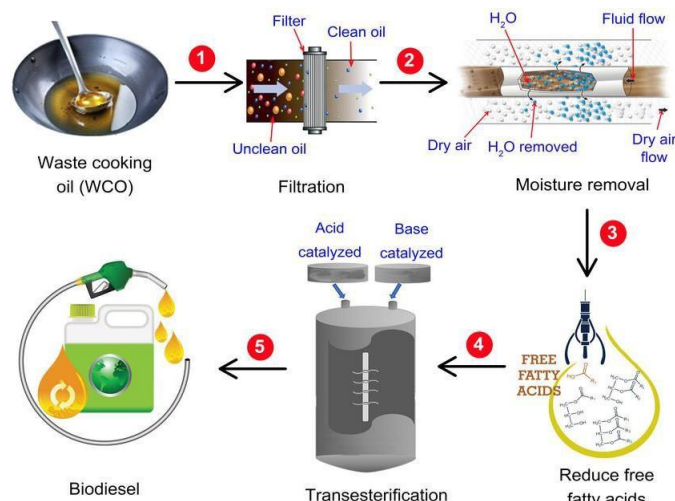 1
2
3
4
5
Waste cooking
oil (WCO)
Filter
Clean oil
Unclean oil
Filtration
H₂O
Fluid flow
Dry air
H₂O removed
Dry air
flow
Moisture removal
FREE
FATTY
ACIDS
Reduce free
fatty acids
Acid
catalyzed
Base
catalyzed
Transesterification
Biodiesel